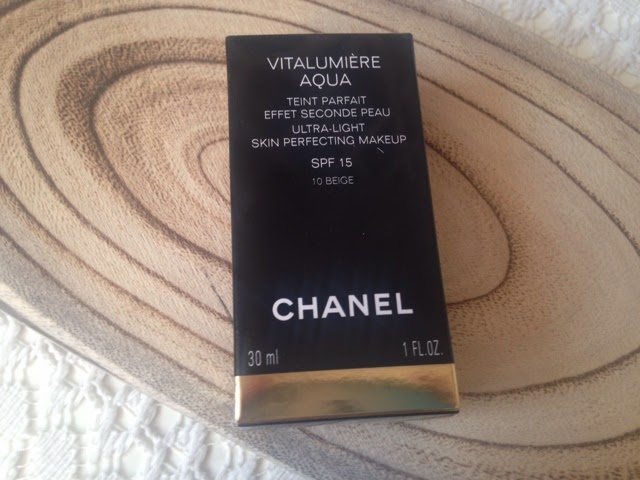 VITALUMIÈRE
AQUA
TEINT PARFAIT
EFFET SECONDE PEAU
ULTRA-LIGHT
SKIN PERFECTING MAKEUP
SPF 15
10 BEIGE
CHANEL
30 ml 1 FL.OZ.